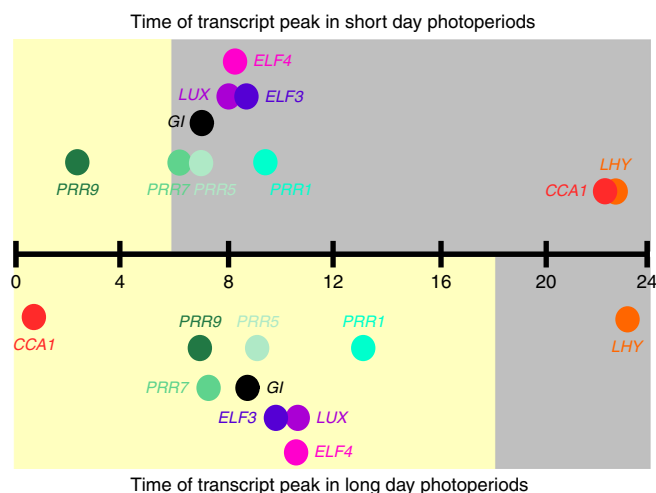 Time of transcript peak in short day photoperiods
ELF4
LUX ELF3
GI
LHY
PRR9 PRR7 PRR5 PRR1 CCA1
0 4 8 12 16 20 24
PRR9 PRR5 PRR1
CCA1 LHY
PRR7 GI
ELF3 LUX
ELF4
Time of transcript peak in long day photoperiods